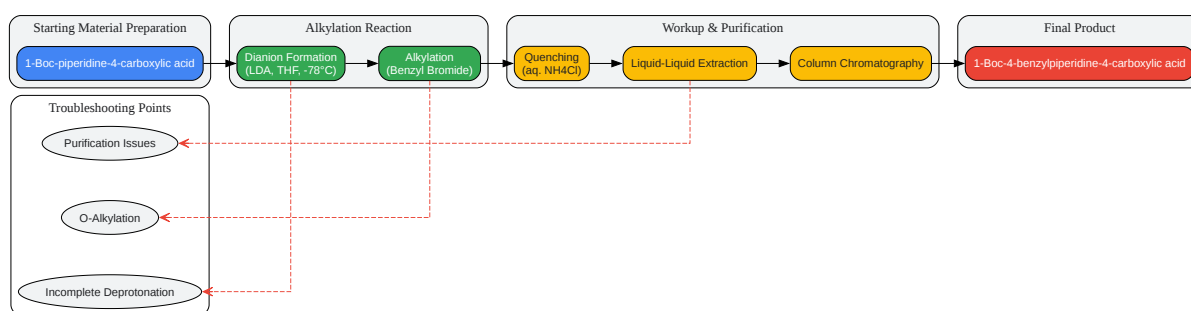 Starting Material Preparation
1-Boc-piperidine-4-carboxylic acid
Alkylation Reaction
Dianion Formation
(LDA, THF, -78°C)
Alkylation
(Benzyl Bromide)
Workup & Purification
Quenching
(aq. NH4Cl)
Liquid-Liquid Extraction
Column Chromatography
Final Product
1-Boc-4-benzylpiperidine-4-carboxylic acid
Troubleshooting Points
Purification Issues
O-Alkylation
Incomplete Deprotonation